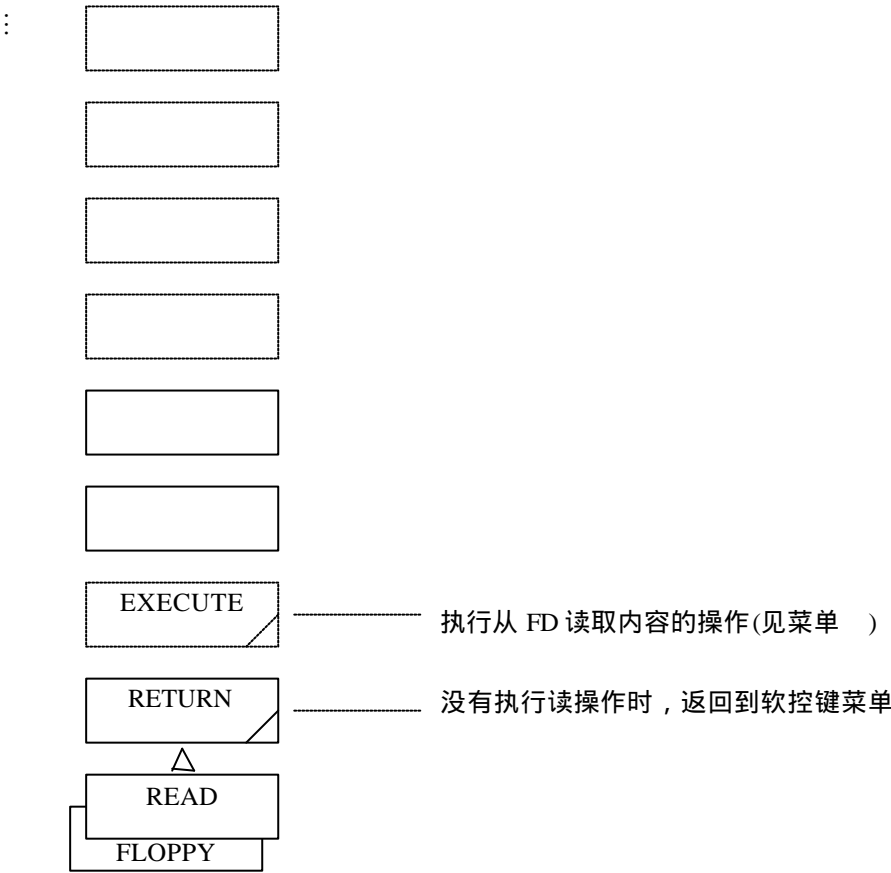 ⋮
EXECUTE
执行从 FD 读取内容的操作(见菜单 )
RETURN
没有执行读操作时，返回到软控键菜单
READ
FLOPPY